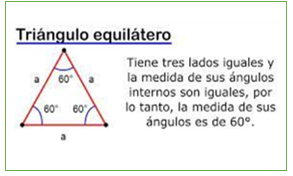 Triángulo equilátero
a
60°
a
60°
60°
a
Tiene tres lados iguales y
la medida de sus ángulos
internos son iguales, por
lo tanto, la medida de sus
ángulos es de 60°.